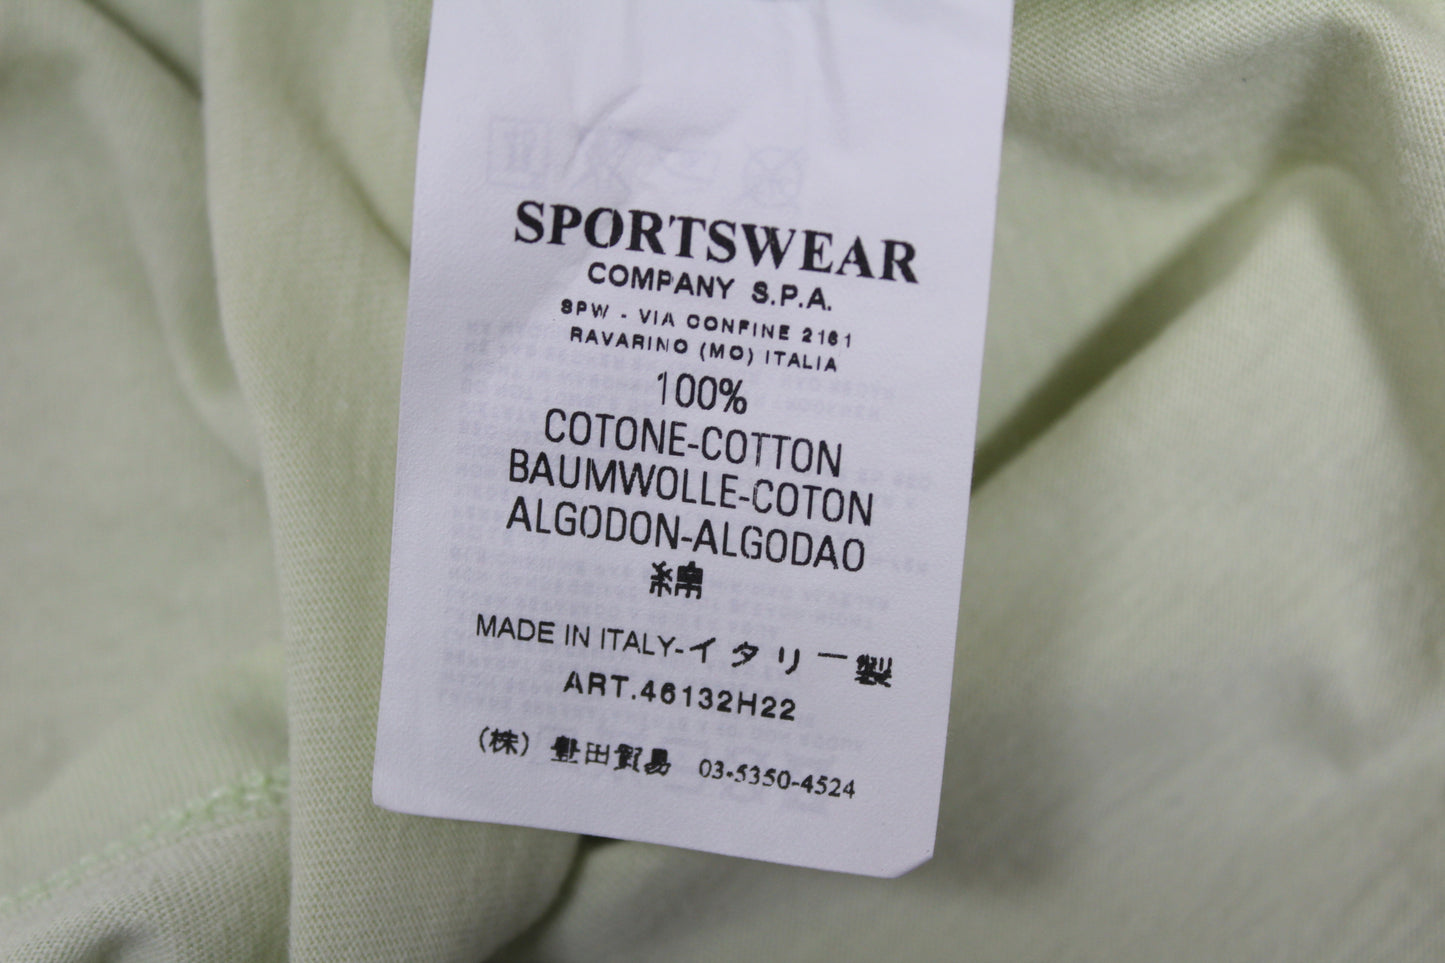 SPORTSWEAR
COMPANY S.P.A.
SPW - VIA CONFINE 2161
RAVARINO (MO) ITALIA
100%
COTONE-COTTON
BAUMWOLLE-COTON
ALGODON-ALGODAO
綿
MADE IN ITALY-イタリー製
ART.46132H22
(株) 豊田貿易 03-5350-4524